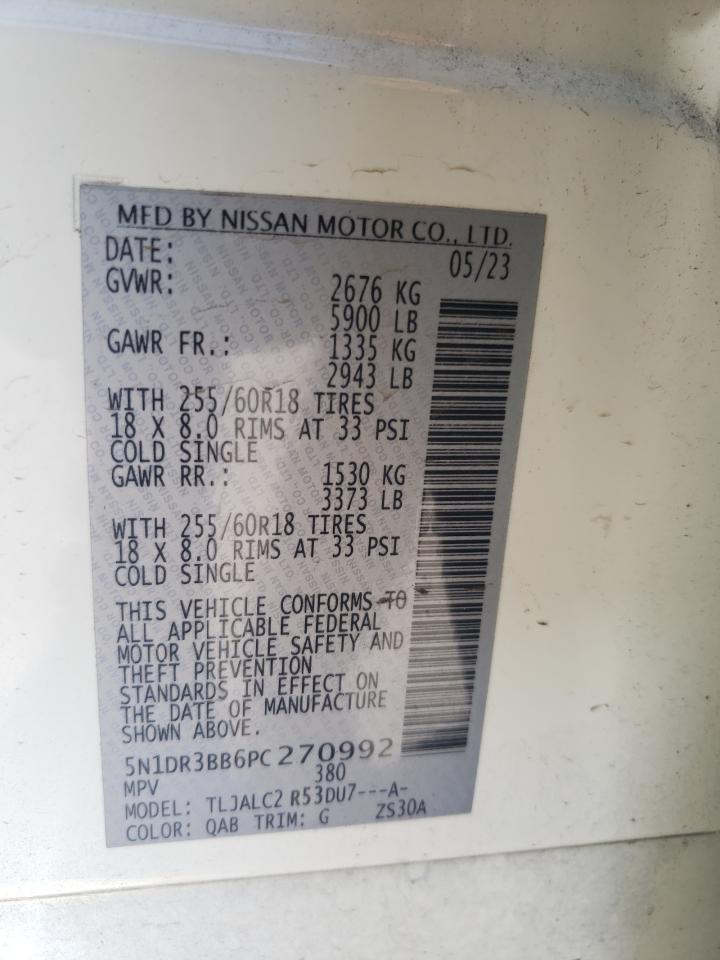 MFD BY NISSAN MOTOR CO., LTD.
DATE: 05/23
GVWR: 2676 KG
5900 LB
GAWR FR.: 1335 KG
2943 LB
WITH 255/60R18 TIRES
18 X 8.0 RIMS AT 33 PSI
COLD SINGLE
GAWR RR.: 1530 KG
3373 LB
WITH 255/60R18 TIRES
18 X 8.0 RIMS AT 33 PSI
COLD SINGLE
THIS VEHICLE CONFORMS TO
ALL APPLICABLE FEDERAL
MOTOR VEHICLE SAFETY AND
THEFT PREVENTION
STANDARDS IN EFFECT ON
THE DATE OF MANUFACTURE
SHOWN ABOVE.
5N1DR3BB6PC270992
MPV 380
MODEL: TLJALC2 R53DU7---A-
COLOR: QAB TRIM: G ZS30A